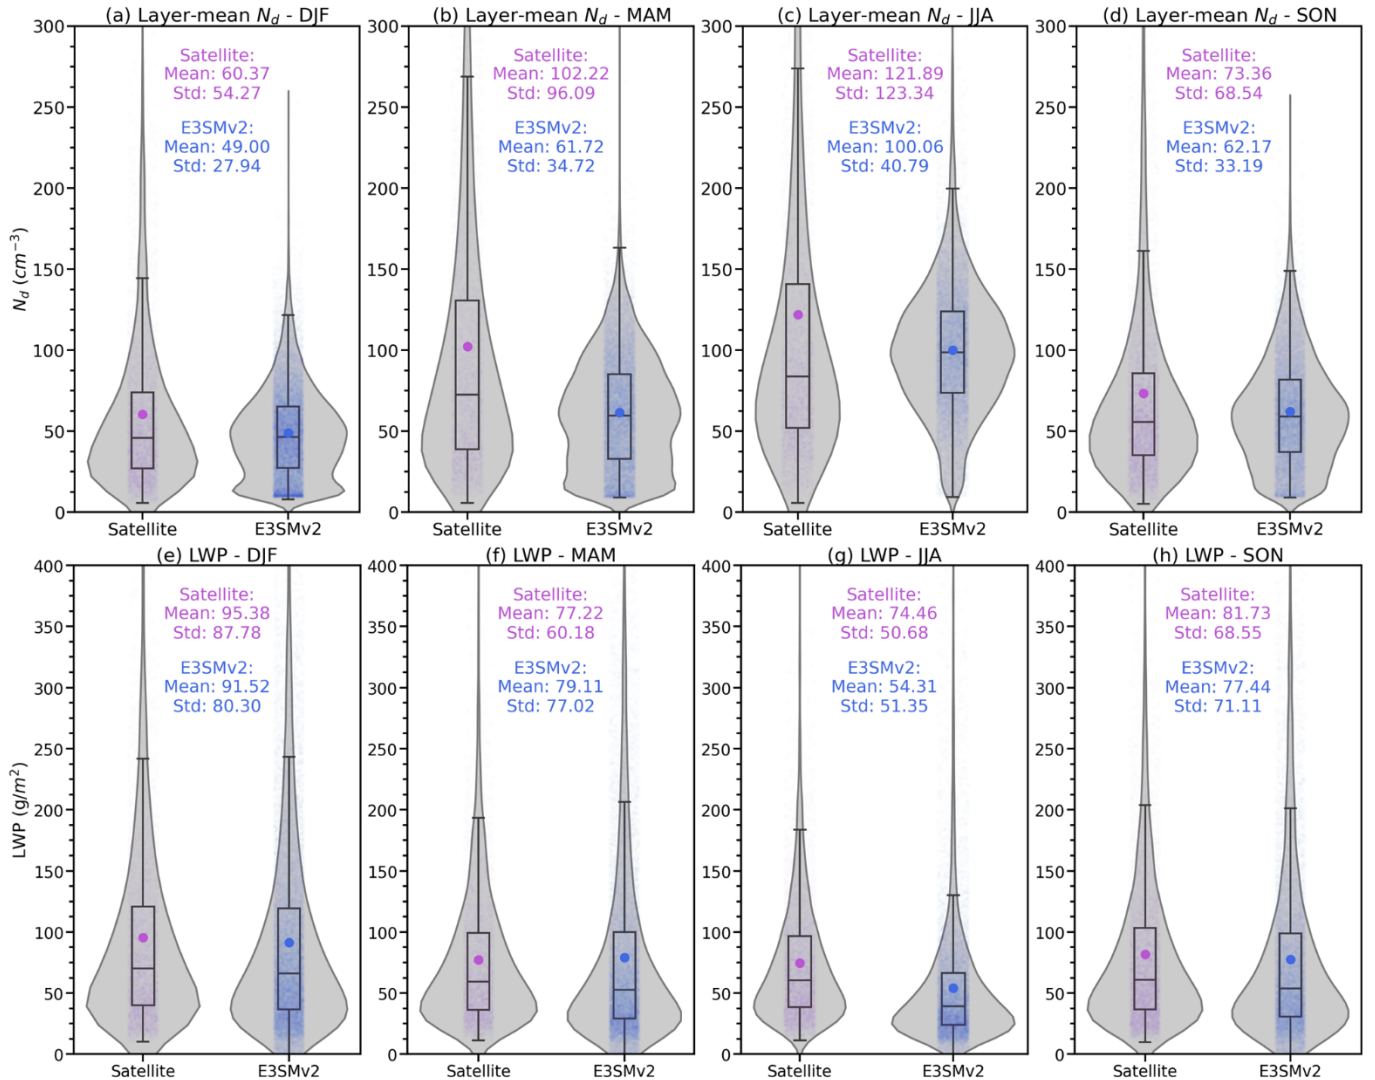 (a) Layer-mean N_d - DJF
300
250
200
150
100
50
0
N_d (cm⁻³)
Satellite:
Mean: 60.37
Std: 54.27
E3SMv2:
Mean: 49.00
Std: 27.94
Satellite
E3SMv2
(b) Layer-mean N_d - MAM
300
250
200
150
100
50
0
Satellite:
Mean: 102.22
Std: 96.09
E3SMv2:
Mean: 61.72
Std: 34.72
Satellite
E3SMv2
(c) Layer-mean N_d - JJA
300
250
200
150
100
50
0
Satellite:
Mean: 121.89
Std: 123.34
E3SMv2:
Mean: 100.06
Std: 40.79
Satellite
E3SMv2
(d) Layer-mean N_d - SON
300
250
200
150
100
50
0
Satellite:
Mean: 73.36
Std: 68.54
E3SMv2:
Mean: 62.17
Std: 33.19
Satellite
E3SMv2
(e) LWP - DJF
400
350
300
250
200
150
100
50
0
LWP (g/m²)
Satellite:
Mean: 95.38
Std: 87.78
E3SMv2:
Mean: 91.52
Std: 80.30
Satellite
E3SMv2
(f) LWP - MAM
400
350
300
250
200
150
100
50
0
Satellite:
Mean: 77.22
Std: 60.18
E3SMv2:
Mean: 79.11
Std: 77.02
Satellite
E3SMv2
(g) LWP - JJA
400
350
300
250
200
150
100
50
0
Satellite:
Mean: 74.46
Std: 50.68
E3SMv2:
Mean: 54.31
Std: 51.35
Satellite
E3SMv2
(h) LWP - SON
400
350
300
250
200
150
100
50
0
Satellite:
Mean: 81.73
Std: 68.55
E3SMv2:
Mean: 77.44
Std: 71.11
Satellite
E3SMv2